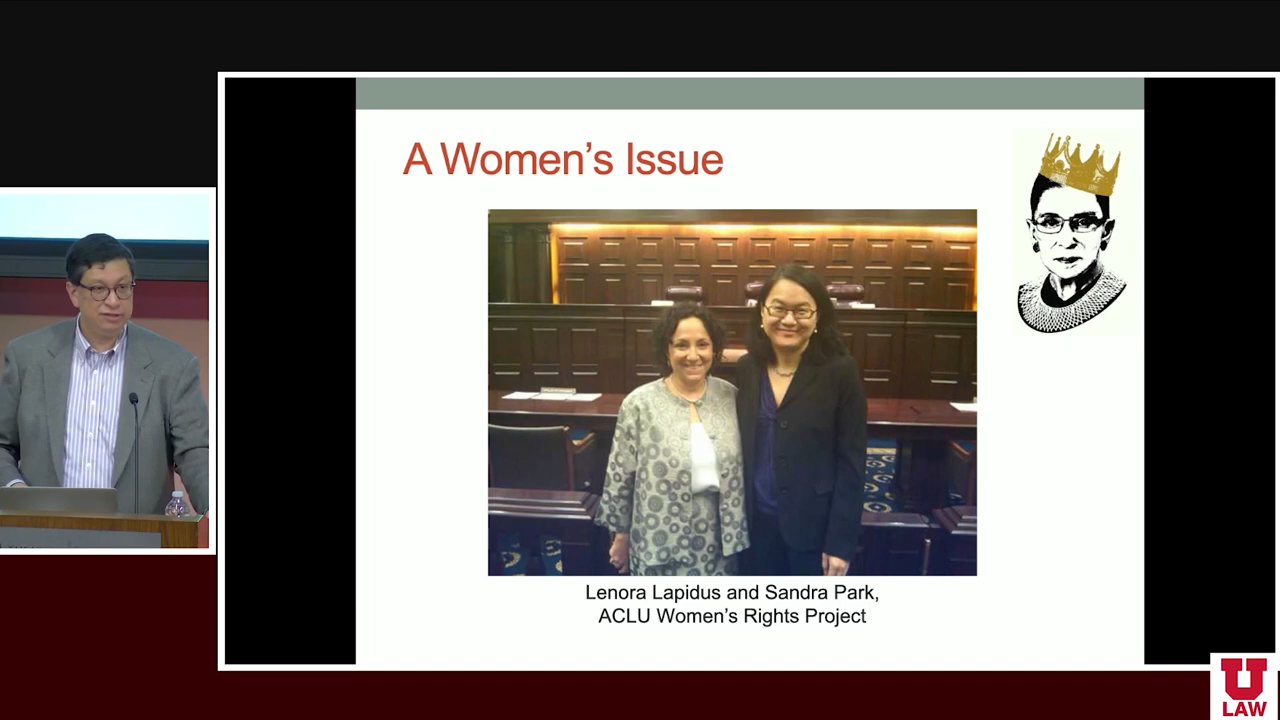 A Women's Issue
Lenora Lapidus and Sandra Park,
ACLU Women's Rights Project
U
LAW